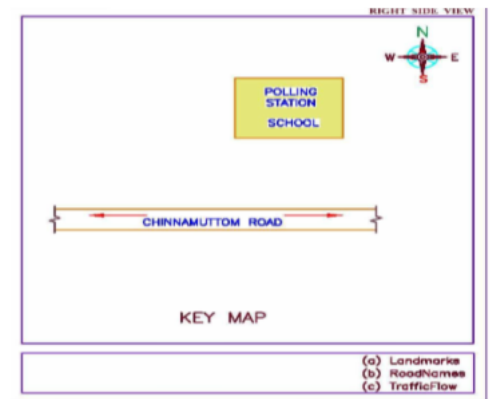 RIGHT SIDE VIEW
N
W E
S
POLLING
STATION
SCHOOL
CHINNAMUTTOM ROAD
KEY MAP
(a) Landmarks
(b) RoadNames
(c) TrafficFlow